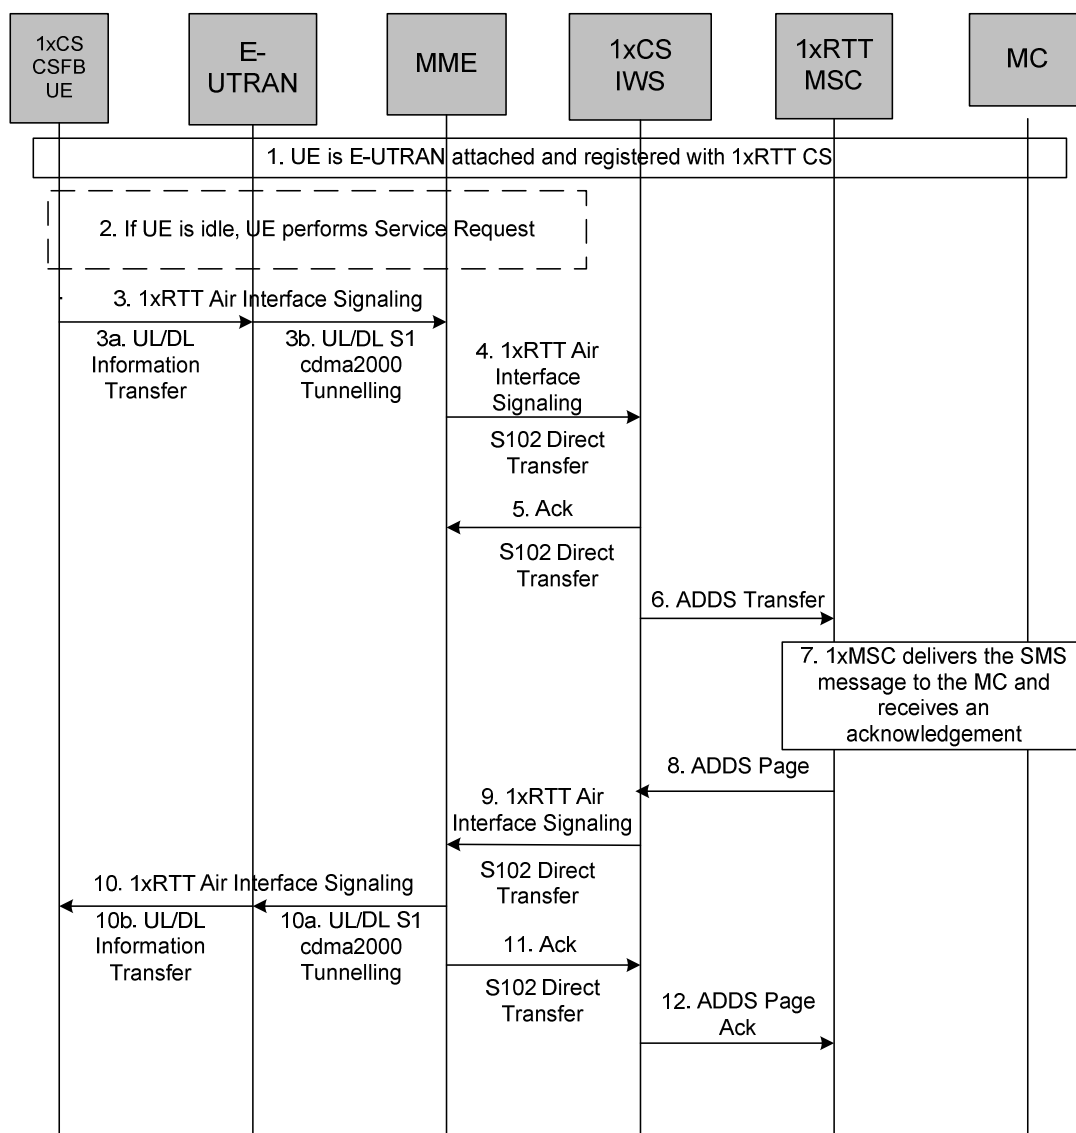 1xCS
CSFB
UE
E-
UTRAN
MME
1xCS
IWS
1xRTT
MSC
MC
1. UE is E-UTRAN attached and registered with 1xRTT CS
2. If UE is idle, UE performs Service Request
3. 1xRTT Air Interface Signaling
3a. UL/DL
Information
Transfer
3b. UL/DL S1
cdma2000
Tunnelling
4. 1xRTT Air
Interface
Signaling
S102 Direct
Transfer
5. Ack
S102 Direct
Transfer
6. ADDS Transfer
7. 1xMSC delivers the SMS
message to the MC and
receives an
acknowledgement
8. ADDS Page
9. 1xRTT Air
Interface Signaling
S102 Direct
Transfer
10. 1xRTT Air Interface Signaling
10b. UL/DL
Information
Transfer
10a. UL/DL S1
cdma2000
Tunnelling
11. Ack
S102 Direct
Transfer
12. ADDS Page
Ack